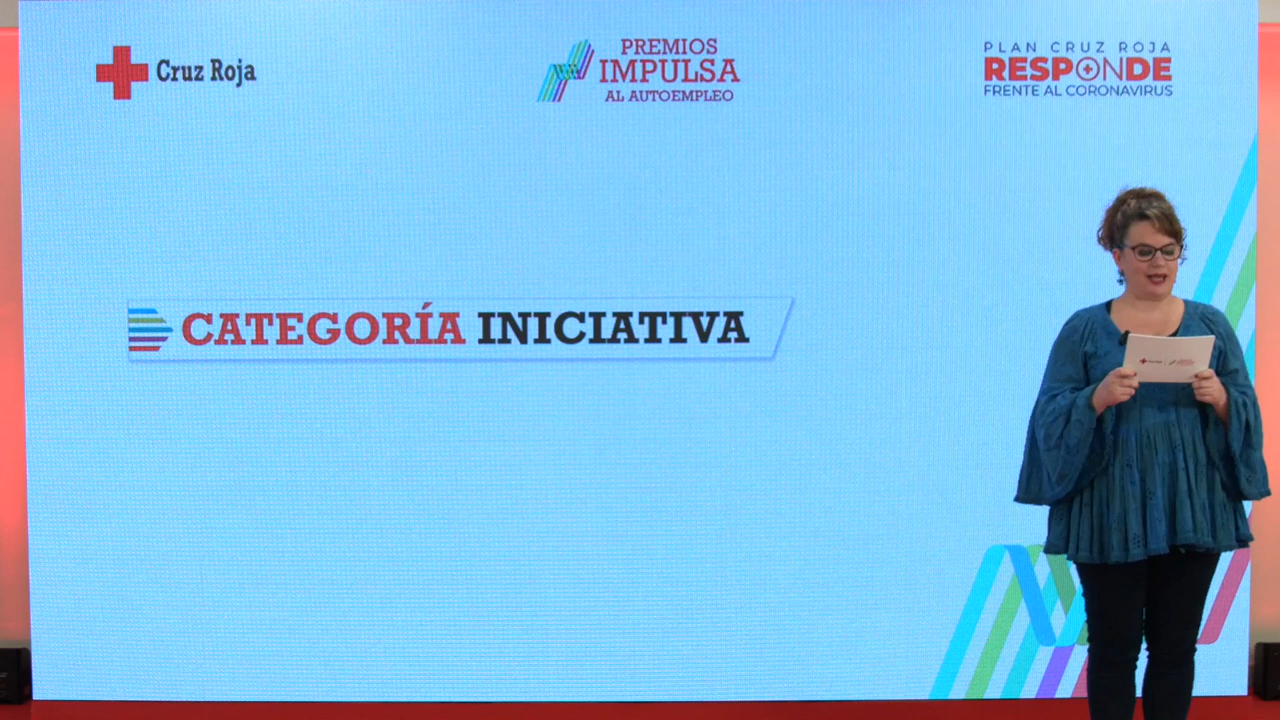 Cruz Roja
PREMIOS
IMPULSA
AL AUTOEMPLEO
PLAN CRUZ ROJA
RESPONDE
FRENTE AL CORONAVIRUS
CATEGORÍA INICIATIVA